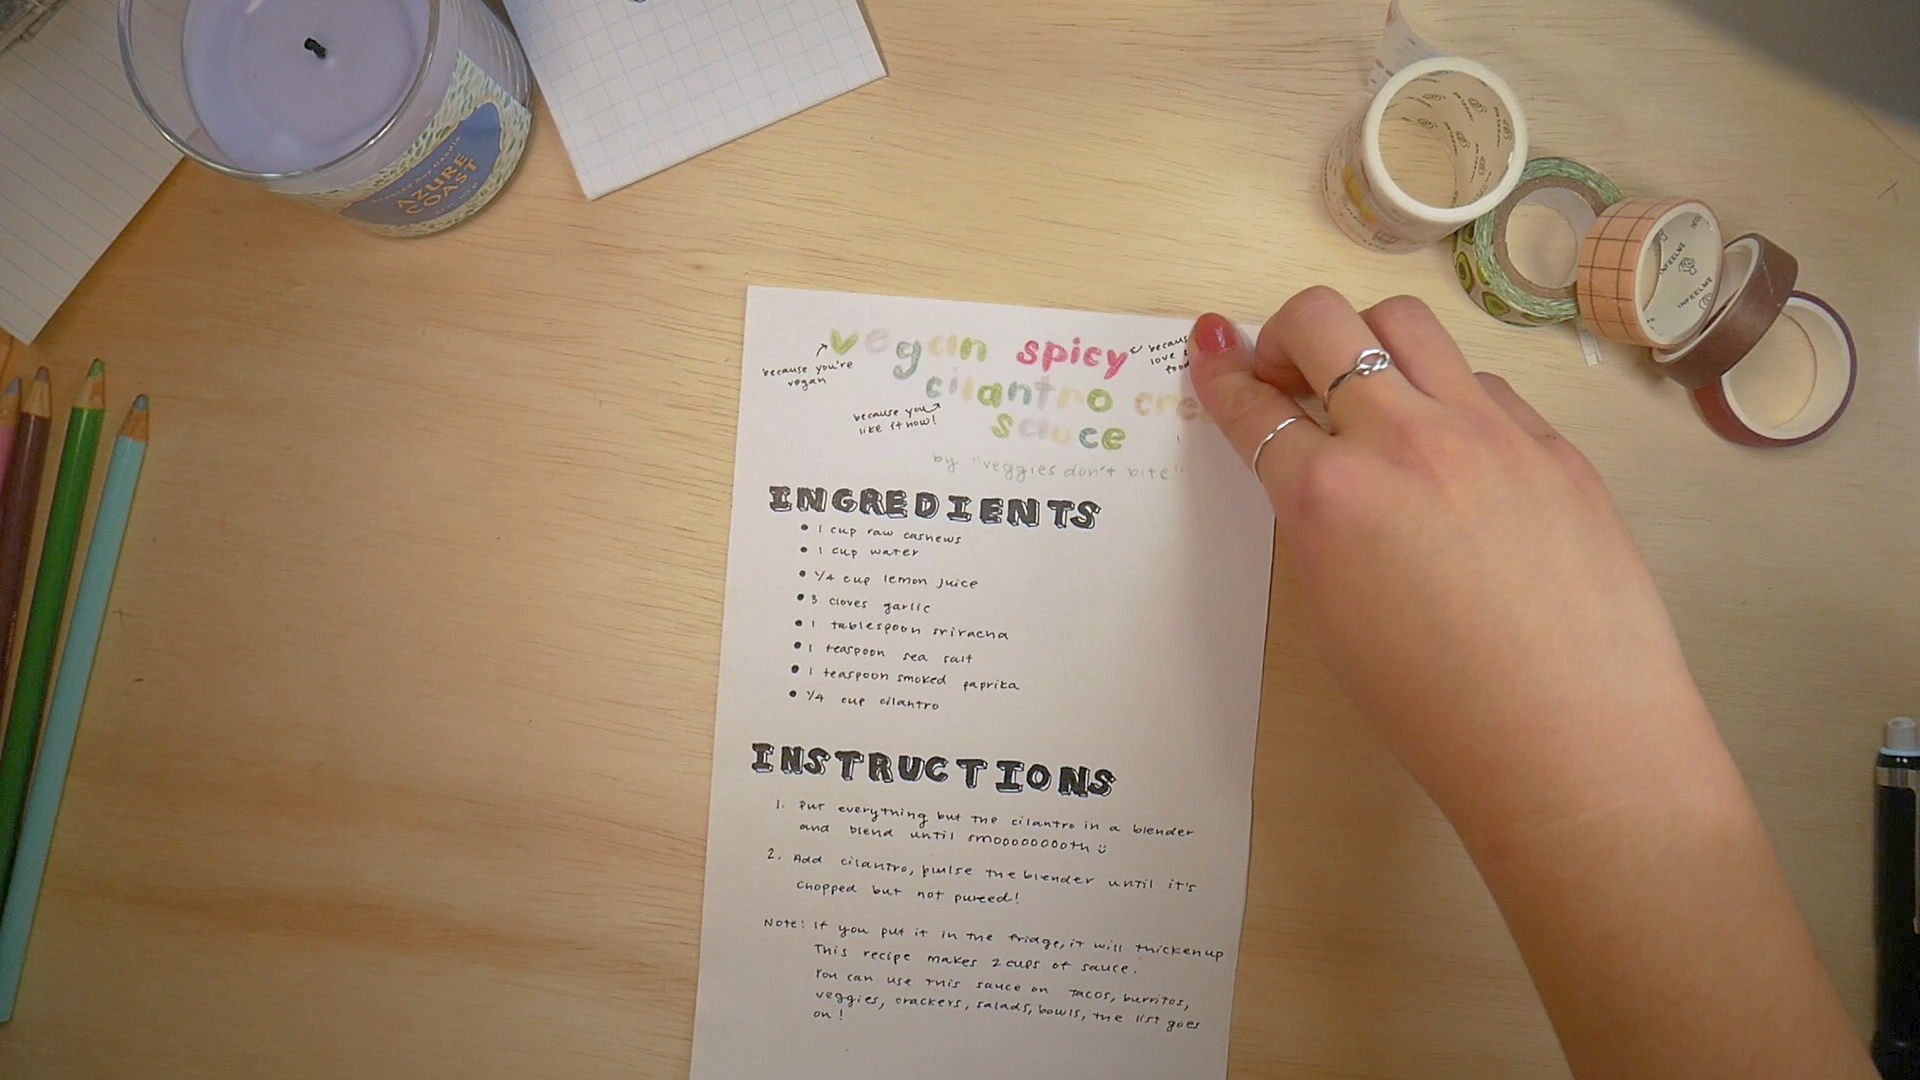 AZURE
COAST
INFEELME
INFEELME
vegan spicy
because you're
vegan
love
cilantro
because you
like it now!
sauce
by "veggies don't bite"
INGREDIENTS
• 1 cup raw cashews
• 1 cup water
• 1/4 cup lemon juice
• 3 cloves garlic
• 1 tablespoon sriracha
• 1 teaspoon sea salt
• 1 teaspoon smoked paprika
• 1/4 cup cilantro
INSTRUCTIONS
1. Put everything but the cilantro in a blender
and blend until smoooooooth
2. Add cilantro, pulse the blender until it's
chopped but not pureed!
Note: If you put it in the fridge, it will thicken up
This recipe makes 2 cups of sauce.
You can use this sauce on tacos, burritos,
veggies, crackers, salads, bowls, the list goes
on!